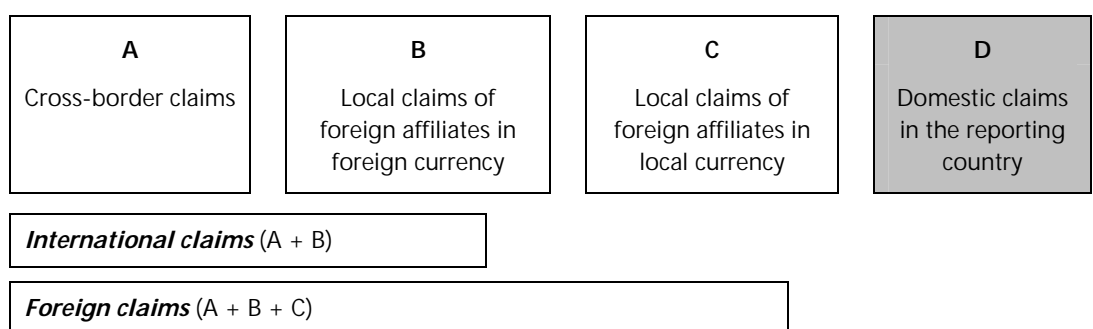 A
Cross-border claims
B
Local claims of
foreign affiliates in
foreign currency
C
Local claims of
foreign affiliates in
local currency
D
Domestic claims
in the reporting
country
International claims (A + B)
Foreign claims (A + B + C)